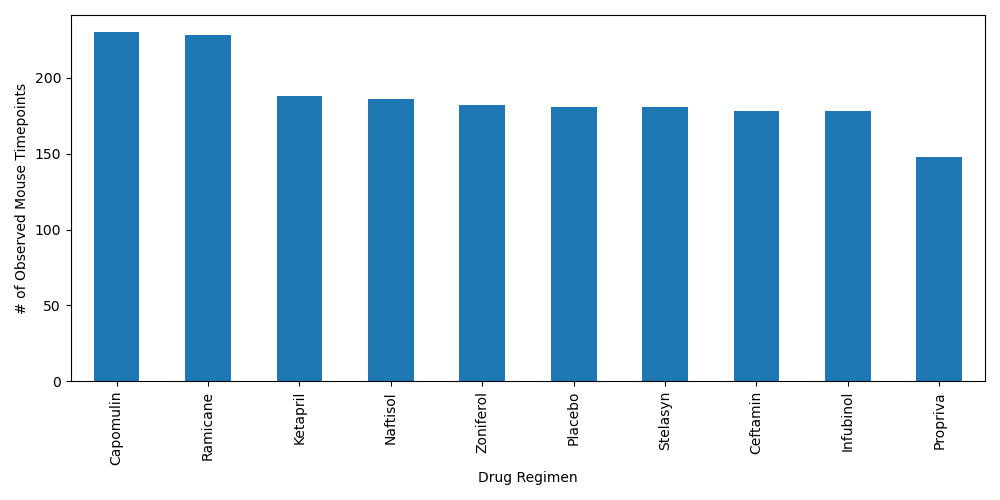 # of Observed Mouse Timepoints
200
150
100
50
0
Capomulin
Ramicane
Ketapril
Naftisol
Zoniferol
Placebo
Stelasyn
Ceftamin
Infubinol
Propriva
Drug Regimen